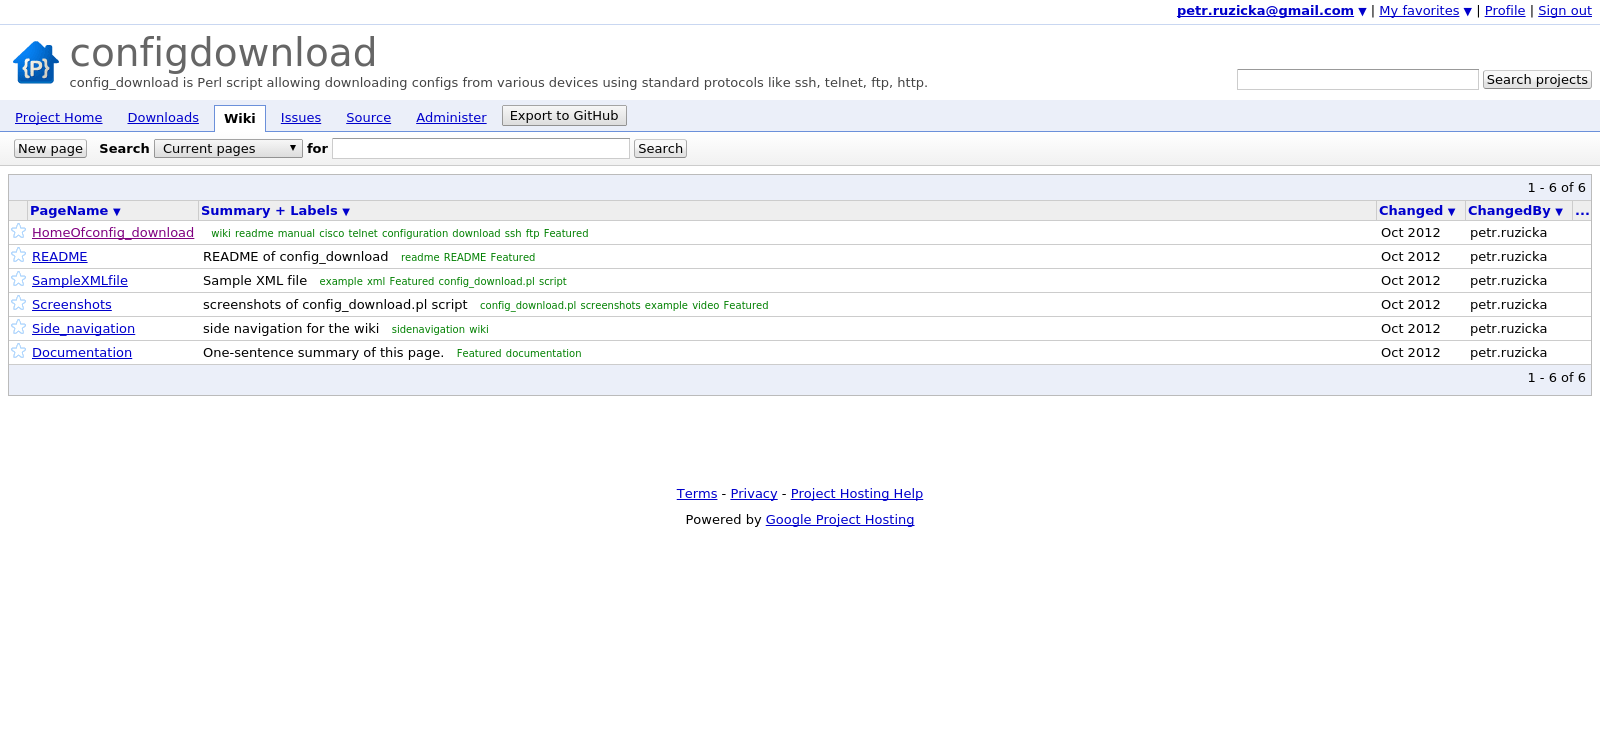 petr.ruzicka@gmail.com ▼ | My favorites ▼ | Profile | Sign out
{P}
configdownload
config_download is Perl script allowing downloading configs from various devices using standard protocols like ssh, telnet, ftp, http.
Search projects
Project Home Downloads Wiki Issues Source Administer Export to GitHub
New page Search Current pages ▼ for Search
1 - 6 of 6
PageName ▼ Summary + Labels ▼ Changed ▼ ChangedBy ▼ ...
HomeOfconfig_download wiki readme manual cisco telnet configuration download ssh ftp Featured Oct 2012 petr.ruzicka
README README of config_download readme README Featured Oct 2012 petr.ruzicka
SampleXMLfile Sample XML file example xml Featured config_download.pl script Oct 2012 petr.ruzicka
Screenshots screenshots of config_download.pl script config_download.pl screenshots example video Featured Oct 2012 petr.ruzicka
Side_navigation side navigation for the wiki sidenavigation wiki Oct 2012 petr.ruzicka
Documentation One-sentence summary of this page. Featured documentation Oct 2012 petr.ruzicka
1 - 6 of 6
Terms - Privacy - Project Hosting Help
Powered by Google Project Hosting